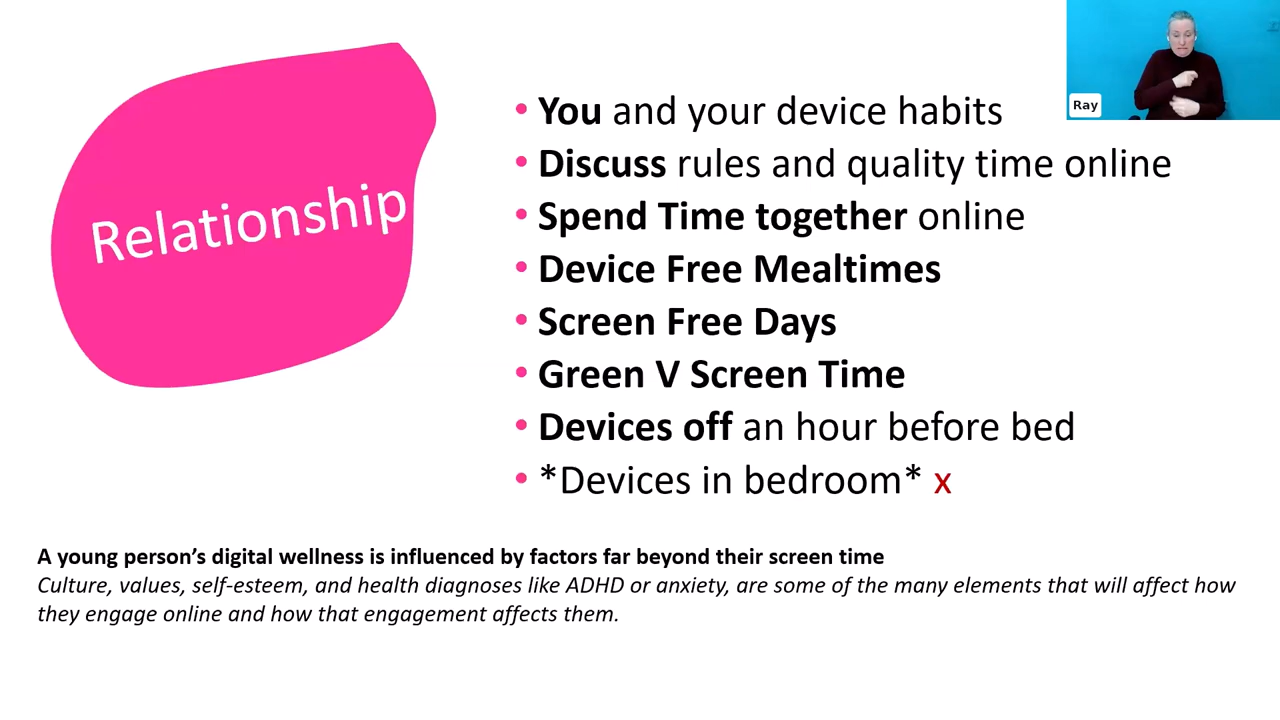 Relationship
• You and your device habits
• Discuss rules and quality time online
• Spend Time together online
• Device Free Mealtimes
• Screen Free Days
• Green V Screen Time
• Devices off an hour before bed
• *Devices in bedroom* x
A young person’s digital wellness is influenced by factors far beyond their screen time
Culture, values, self-esteem, and health diagnoses like ADHD or anxiety, are some of the many elements that will affect how
they engage online and how that engagement affects them.
Ray